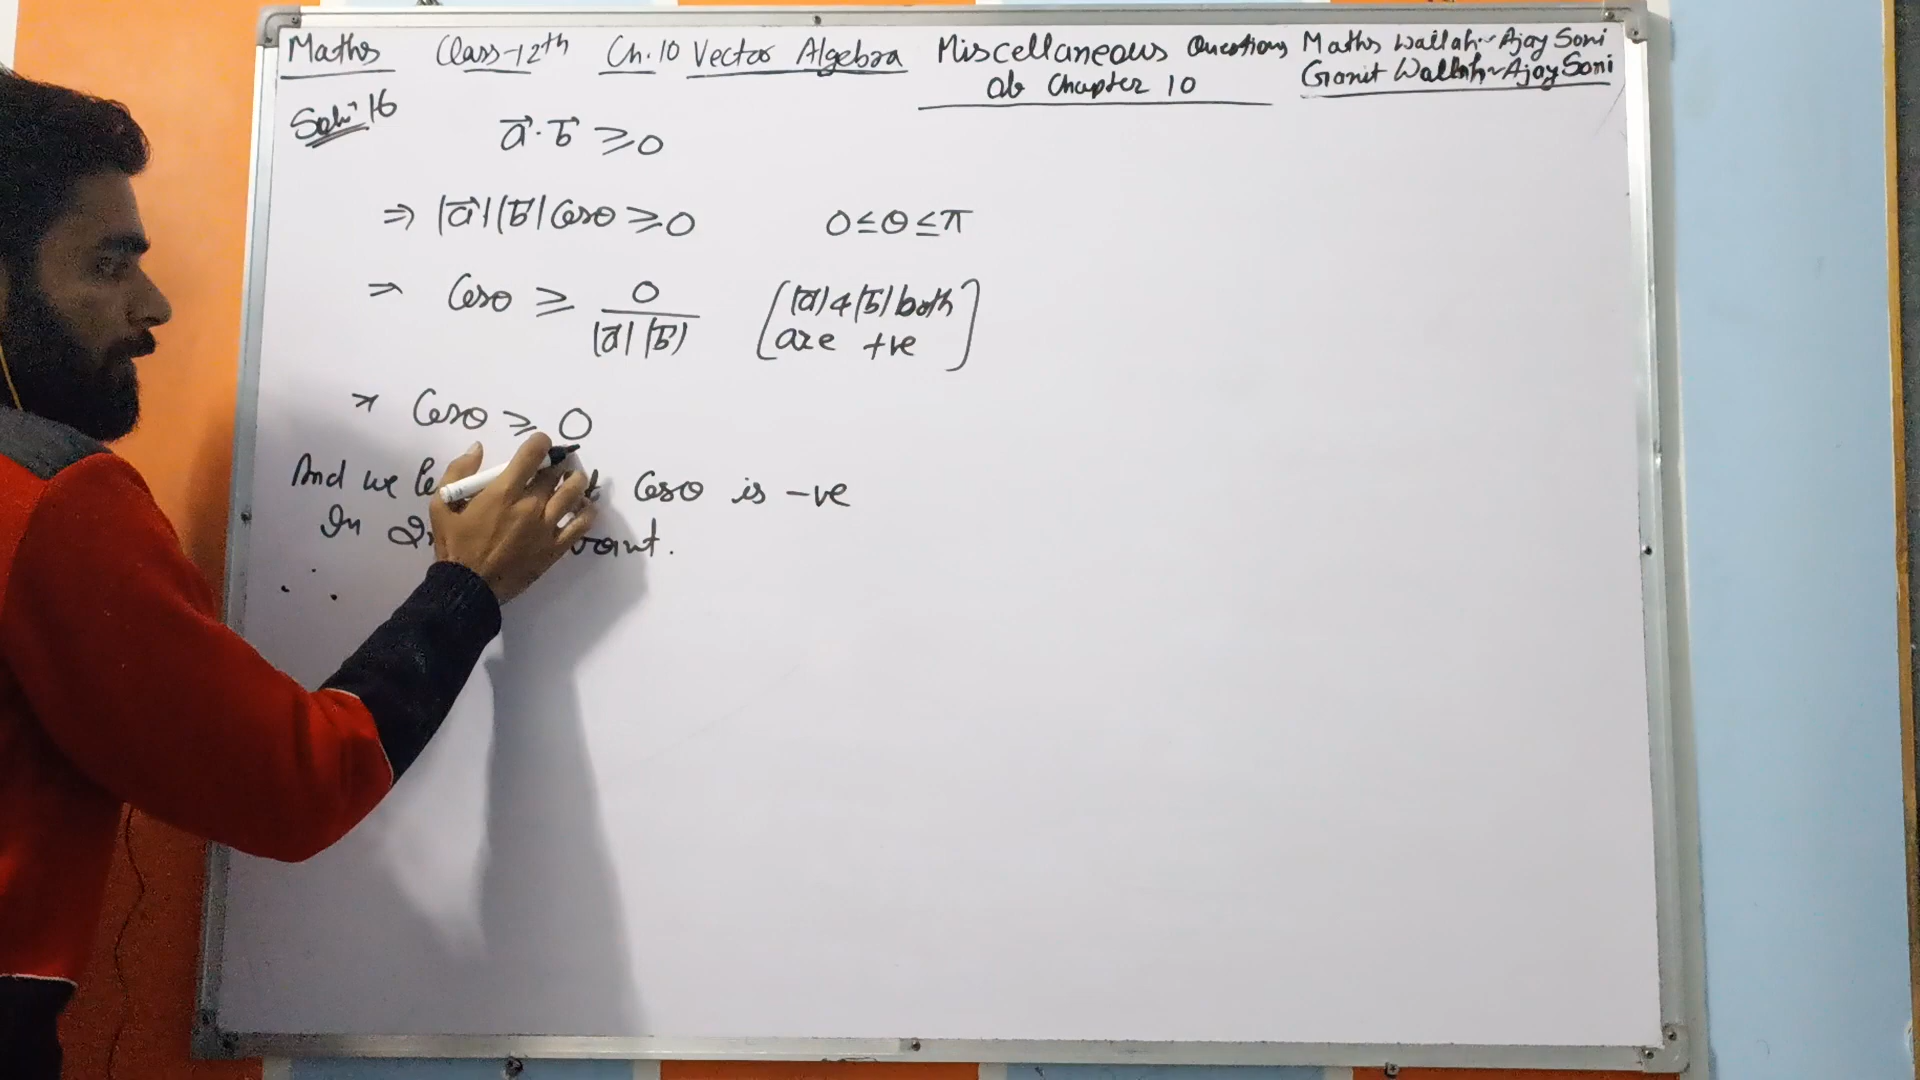 Maths Class-12th Ch.10 Vector Algebra Miscellaneous Questions Maths Wallah~Ajay Soni
of Chapter 10 Ganit Wallah~Ajay Soni
Soln-16
a⃗·b⃗ ≥0
⇒ |a⃗||b⃗|Cosθ ≥0 0≤θ≤π
⇒ Cosθ ≥ 0/|a⃗||b⃗| [|a⃗|&|b⃗| both
are +ve]
⇒ Cosθ ≥ 0
And we Cosθ is -ve
In
∴